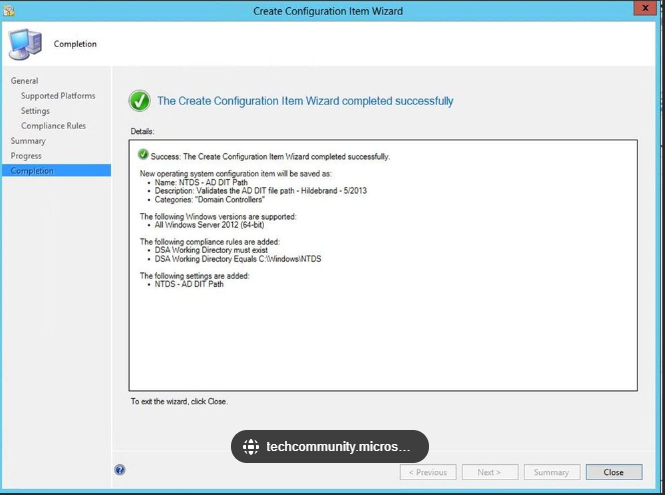 Create Configuration Item Wizard
x
Completion
General
Supported Platforms
Settings
Compliance Rules
Summary
Progress
Completion
The Create Configuration Item Wizard completed successfully
Details:
Success: The Create Configuration Item Wizard completed successfully.
New operating system configuration item will be saved as:
• Name: NTDS - AD DIT Path
• Description: Validates the AD DIT file path - Hildebrand - 5/2013
• Categories: "Domain Controllers"
The following Windows versions are supported:
• All Windows Server 2012 (64-bit)
The following compliance rules are added:
• DSA Working Directory must exist
• DSA Working Directory Equals C:\Windows\NTDS
The following settings are added:
• NTDS - AD DIT Path
To exit the wizard, click Close.
techcommunity.micros...
?
< Previous
Next >
Summary
Close